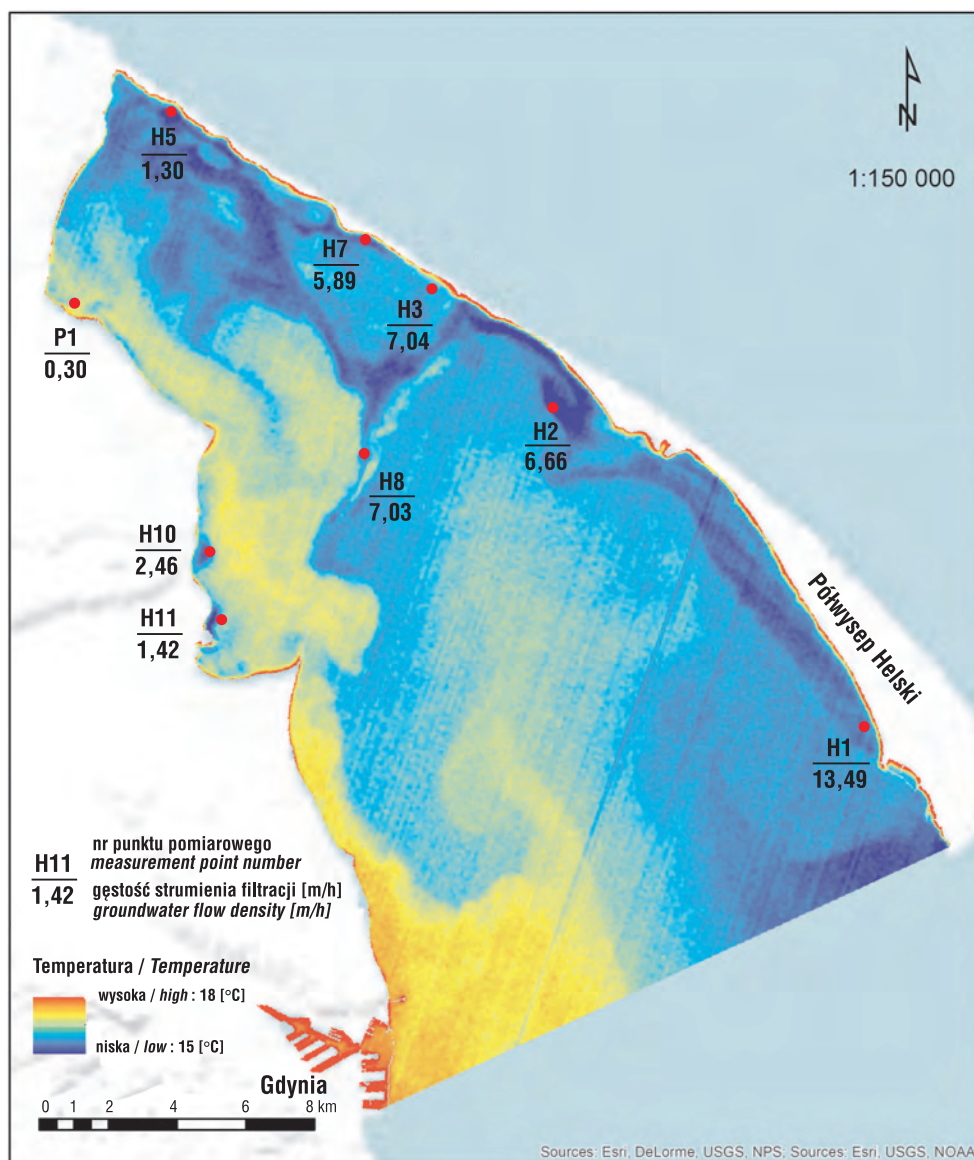 N
1:150 000
H5
1,30
H7
5,89
H3
7,04
P1
0,30
H2
6,66
H8
7,03
H10
2,46
H11
1,42
Półwysep Helski
H1
13,49
H11
1,42
nr punktu pomiarowego
measurement point number
gęstość strumienia filtracji [m/h]
groundwater flow density [m/h]
Temperatura / Temperature
wysoka / high : 18 [°C]
niska / low : 15 [°C]
Gdynia
0 1 2 4 6 8 km
Sources: Esri, DeLorme, USGS, NPS; Sources: Esri, USGS, NOAA